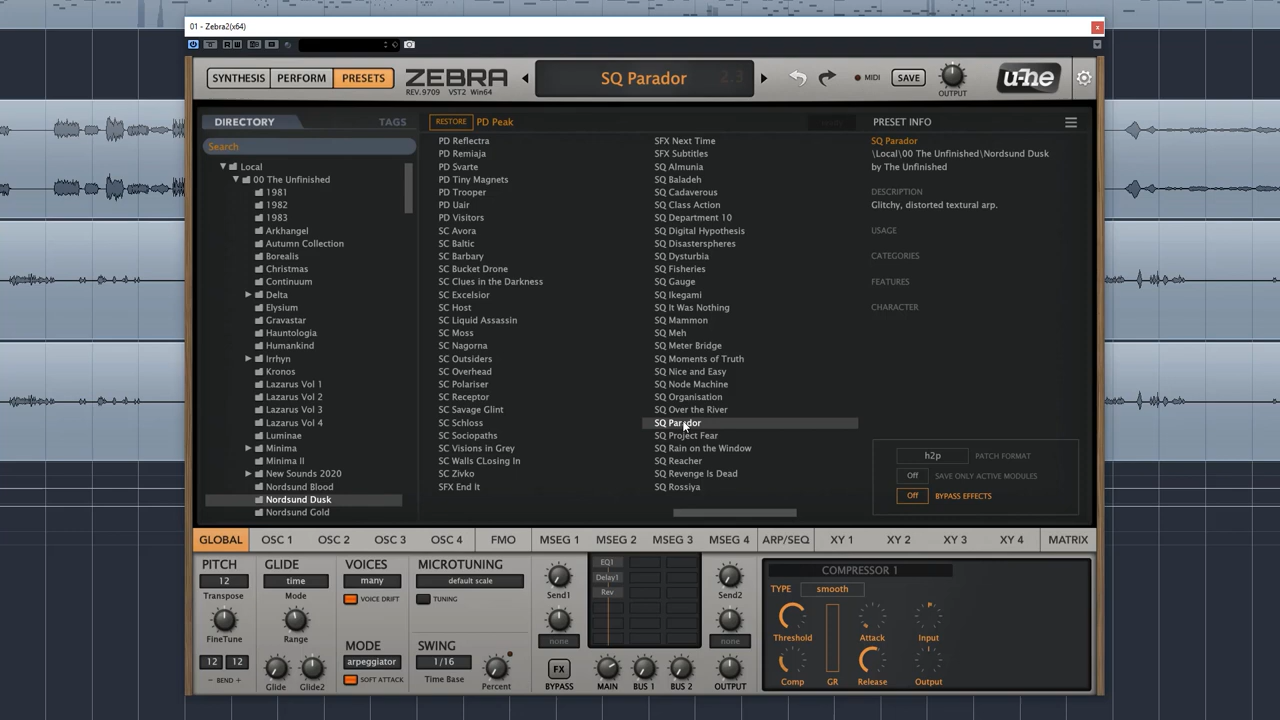 01 - Zebra2(x64)
SYNTHESIS
PERFORM
PRESETS
ZEBRA
REV. 9709 VST2 Win64
SQ Parador
2.3
MIDI
SAVE
OUTPUT
u-he
DIRECTORY
TAGS
Search
Local
00 The Unfinished
1981
1982
1983
Arkhangel
Autumn Collection
Borealis
Christmas
Continuum
Delta
Elysium
Gravastar
Hauntologia
Humankind
Irrhyn
Kronos
Lazarus Vol 1
Lazarus Vol 2
Lazarus Vol 3
Lazarus Vol 4
Luminae
Minima
Minima II
New Sounds 2020
Nordsund Blood
Nordsund Dusk
Nordsund Gold
RESTORE
PD Peak
PD Reflectra
PD Remiaja
PD Svarte
PD Tiny Magnets
PD Trooper
PD Uair
PD Visitors
SC Avora
SC Baltic
SC Barbary
SC Bucket Drone
SC Clues in the Darkness
SC Excelsior
SC Host
SC Liquid Assassin
SC Moss
SC Nagorna
SC Outsiders
SC Overhead
SC Polariser
SC Receptor
SC Savage Glint
SC Schloss
SC Sociopaths
SC Visions in Grey
SC Walls CLosing In
SC Zivko
SFX End It
SFX Next Time
SFX Subtitles
SQ Almunia
SQ Baladeh
SQ Cadaverous
SQ Class Action
SQ Department 10
SQ Digital Hypothesis
SQ Disasterspheres
SQ Dysturbia
SQ Fisheries
SQ Gauge
SQ Ikegami
SQ It Was Nothing
SQ Mammon
SQ Meh
SQ Meter Bridge
SQ Moments of Truth
SQ Nice and Easy
SQ Node Machine
SQ Organisation
SQ Over the River
SQ Parador
SQ Project Fear
SQ Rain on the Window
SQ Reacher
SQ Revenge Is Dead
SQ Rossiya
PRESET INFO
SQ Parador
\Local\00 The Unfinished\Nordsund Dusk
by The Unfinished
DESCRIPTION
Glitchy, distorted textural arp.
USAGE
CATEGORIES
FEATURES
CHARACTER
h2p
PATCH FORMAT
Off
SAVE ONLY ACTIVE MODULES
Off
BYPASS EFFECTS
GLOBAL
OSC 1
OSC 2
OSC 3
OSC 4
FMO
MSEG 1
MSEG 2
MSEG 3
MSEG 4
ARP/SEQ
XY 1
XY 2
XY 3
XY 4
MATRIX
PITCH
12
Transpose
FineTune
12
12
− BEND +
GLIDE
time
Mode
Range
Glide
Glide2
VOICES
many
VOICE DRIFT
MODE
arpeggiator
SOFT ATTACK
MICROTUNING
default scale
TUNING
SWING
1/16
Time Base
Percent
Send1
none
FX
BYPASS
EQ1
Delay1
Rev
MAIN
BUS 1
BUS 2
Send2
none
OUTPUT
COMPRESSOR 1
TYPE
smooth
Threshold
Attack
Input
Comp
GR
Release
Output